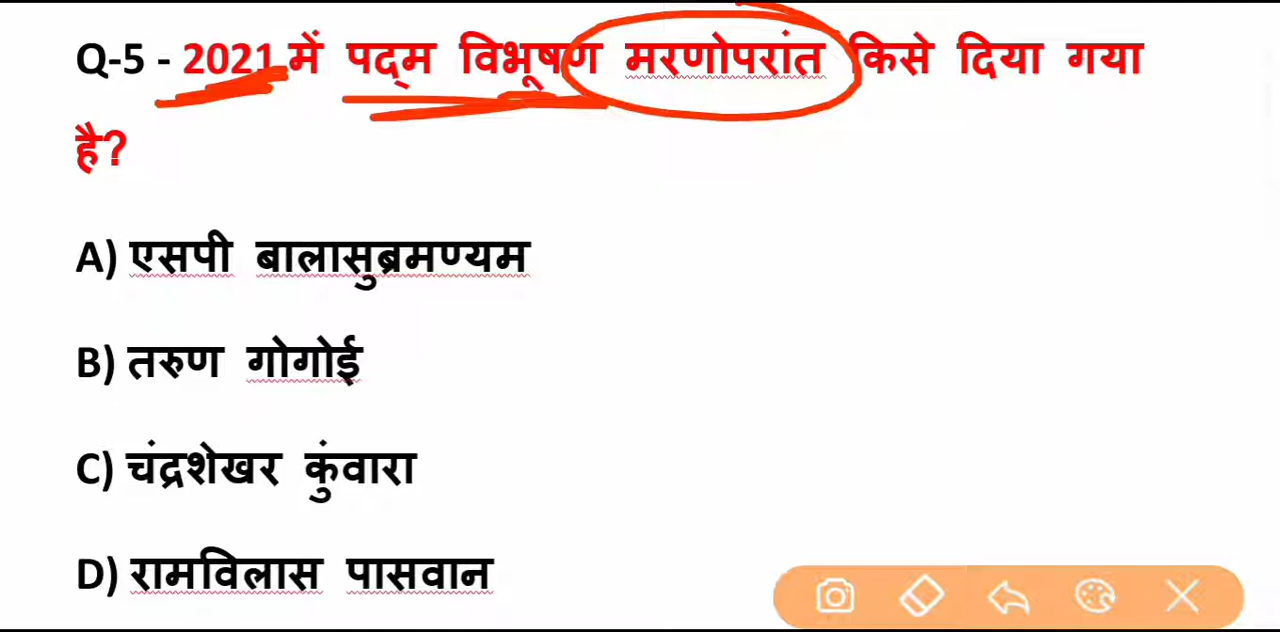 Q-5 - 2021 में पद्म विभूषण मरणोपरांत किसे दिया गया
है?
A) एसपी बालासुब्रमण्यम
B) तरुण गोगोई
C) चंद्रशेखर कुंवारा
D) रामविलास पासवान